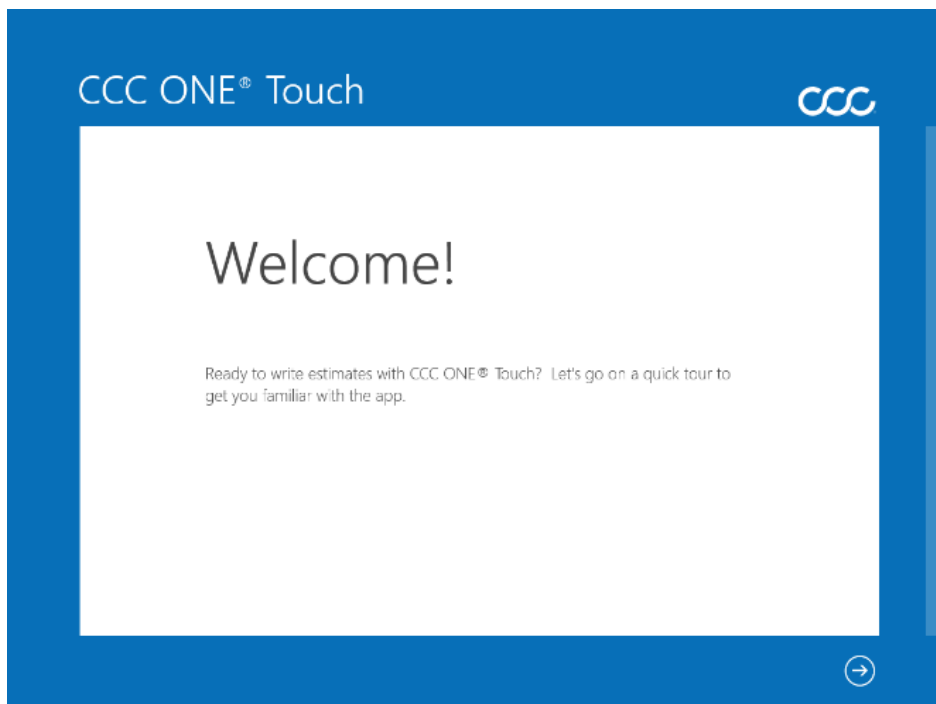 CCC ONE® Touch
ccc
Welcome!
Ready to write estimates with CCC ONE® Touch? Let's go on a quick tour to
get you familiar with the app.